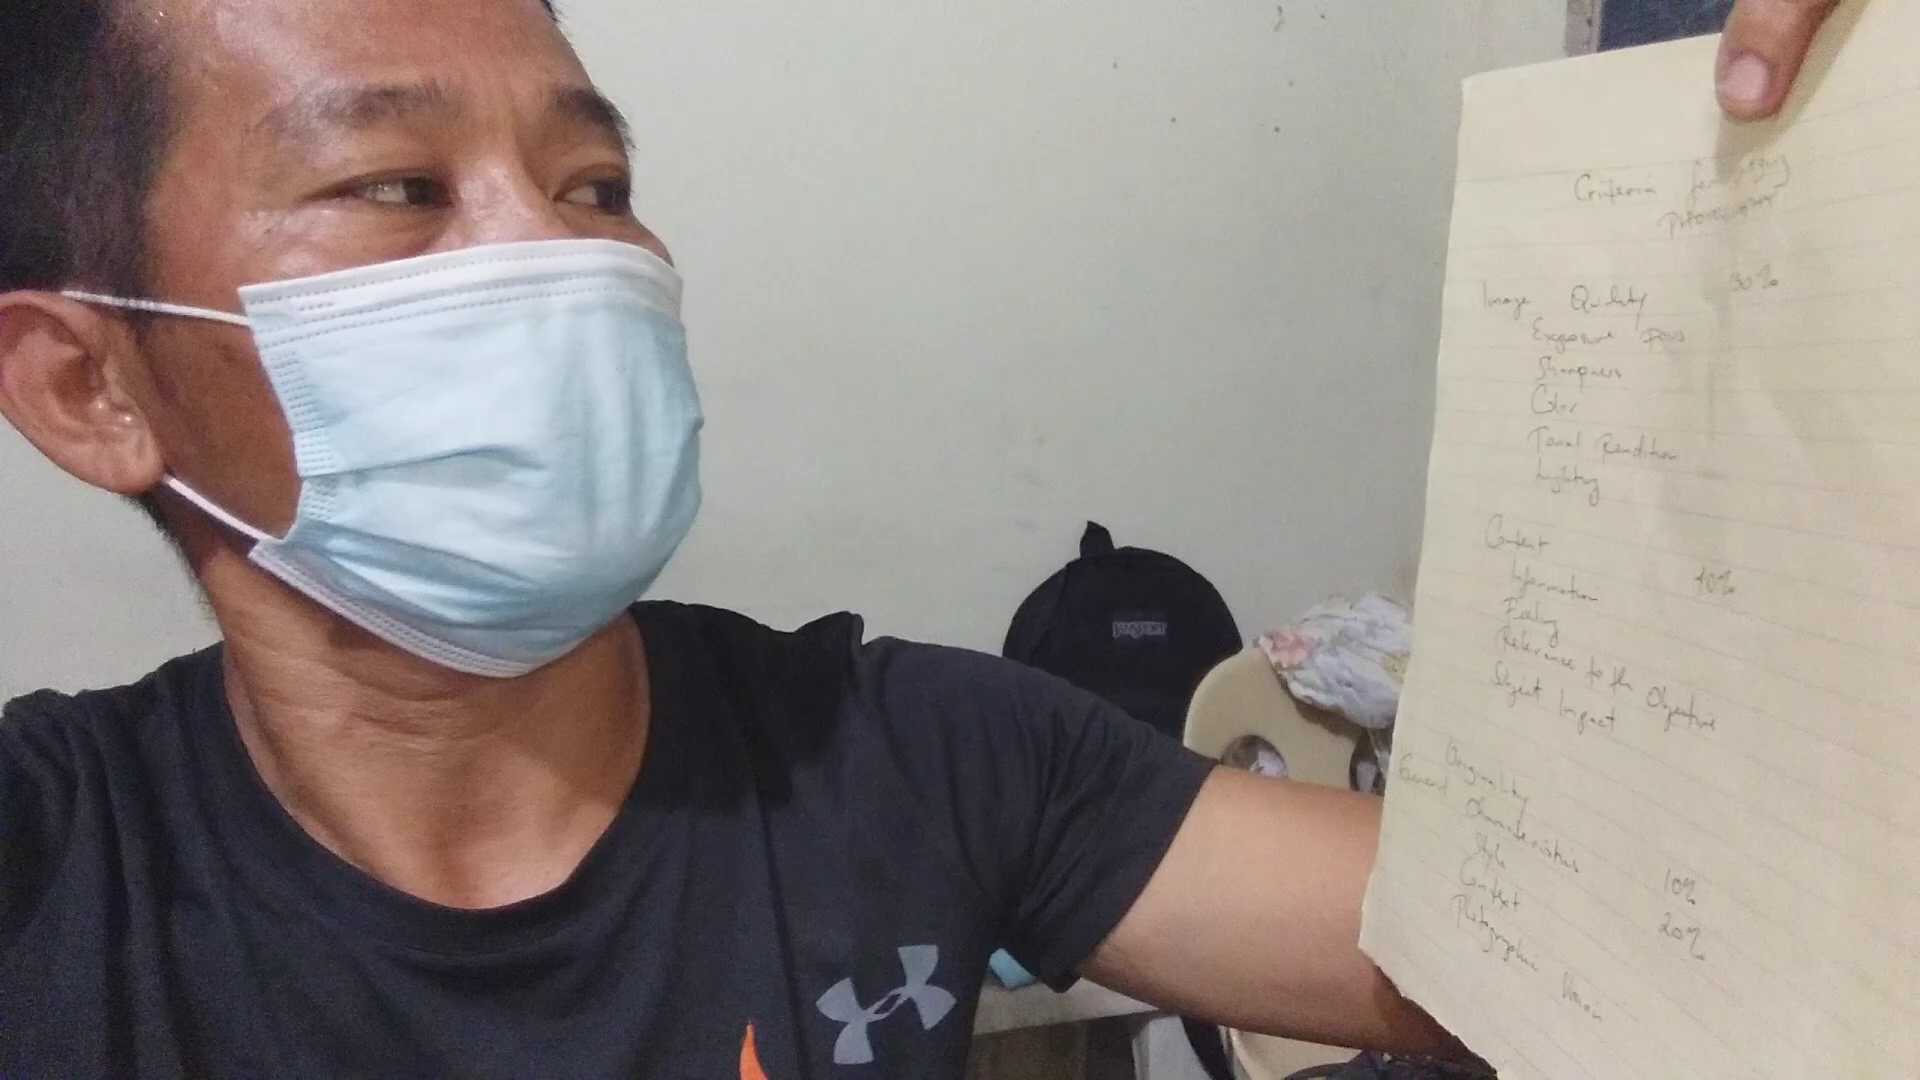 Criteria for Judging
Image Quality 30%
Exposure Focus
Sharpness
Color
Tonal Rendition
Lighting
Content 40%
Information
Feeling
Relevance to the Objective
Subject Impact
Originality 10%
General Characteristics 20%
Style
Context
Photographic Vision
JANSPORT